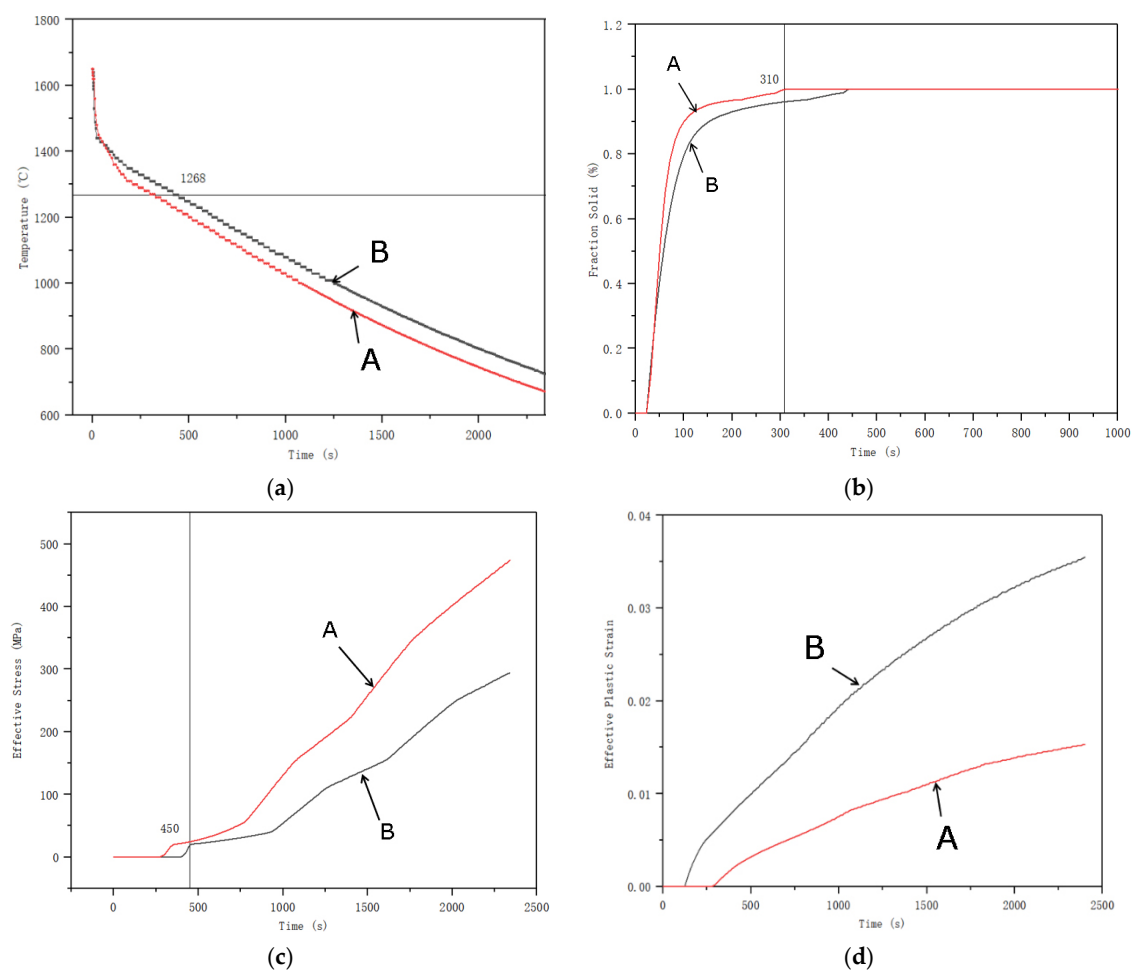 1800
1600
1400
1200
1000
800
600
Temperature (℃)
1268
B
A
0
500
1000
1500
2000
Time (s)
(a)
1.2
1.0
0.8
0.6
0.4
0.2
0.0
Fraction Solid (%)
A
310
B
0
100
200
300
400
500
600
700
800
900
1000
Time (s)
(b)
500
400
300
200
100
0
Effective Stress (MPa)
A
450
B
0
500
1000
1500
2000
2500
Time (s)
(c)
0.04
0.03
0.02
0.01
0.00
Effective Plastic Strain
B
A
0
500
1000
1500
2000
2500
Time (s)
(d)